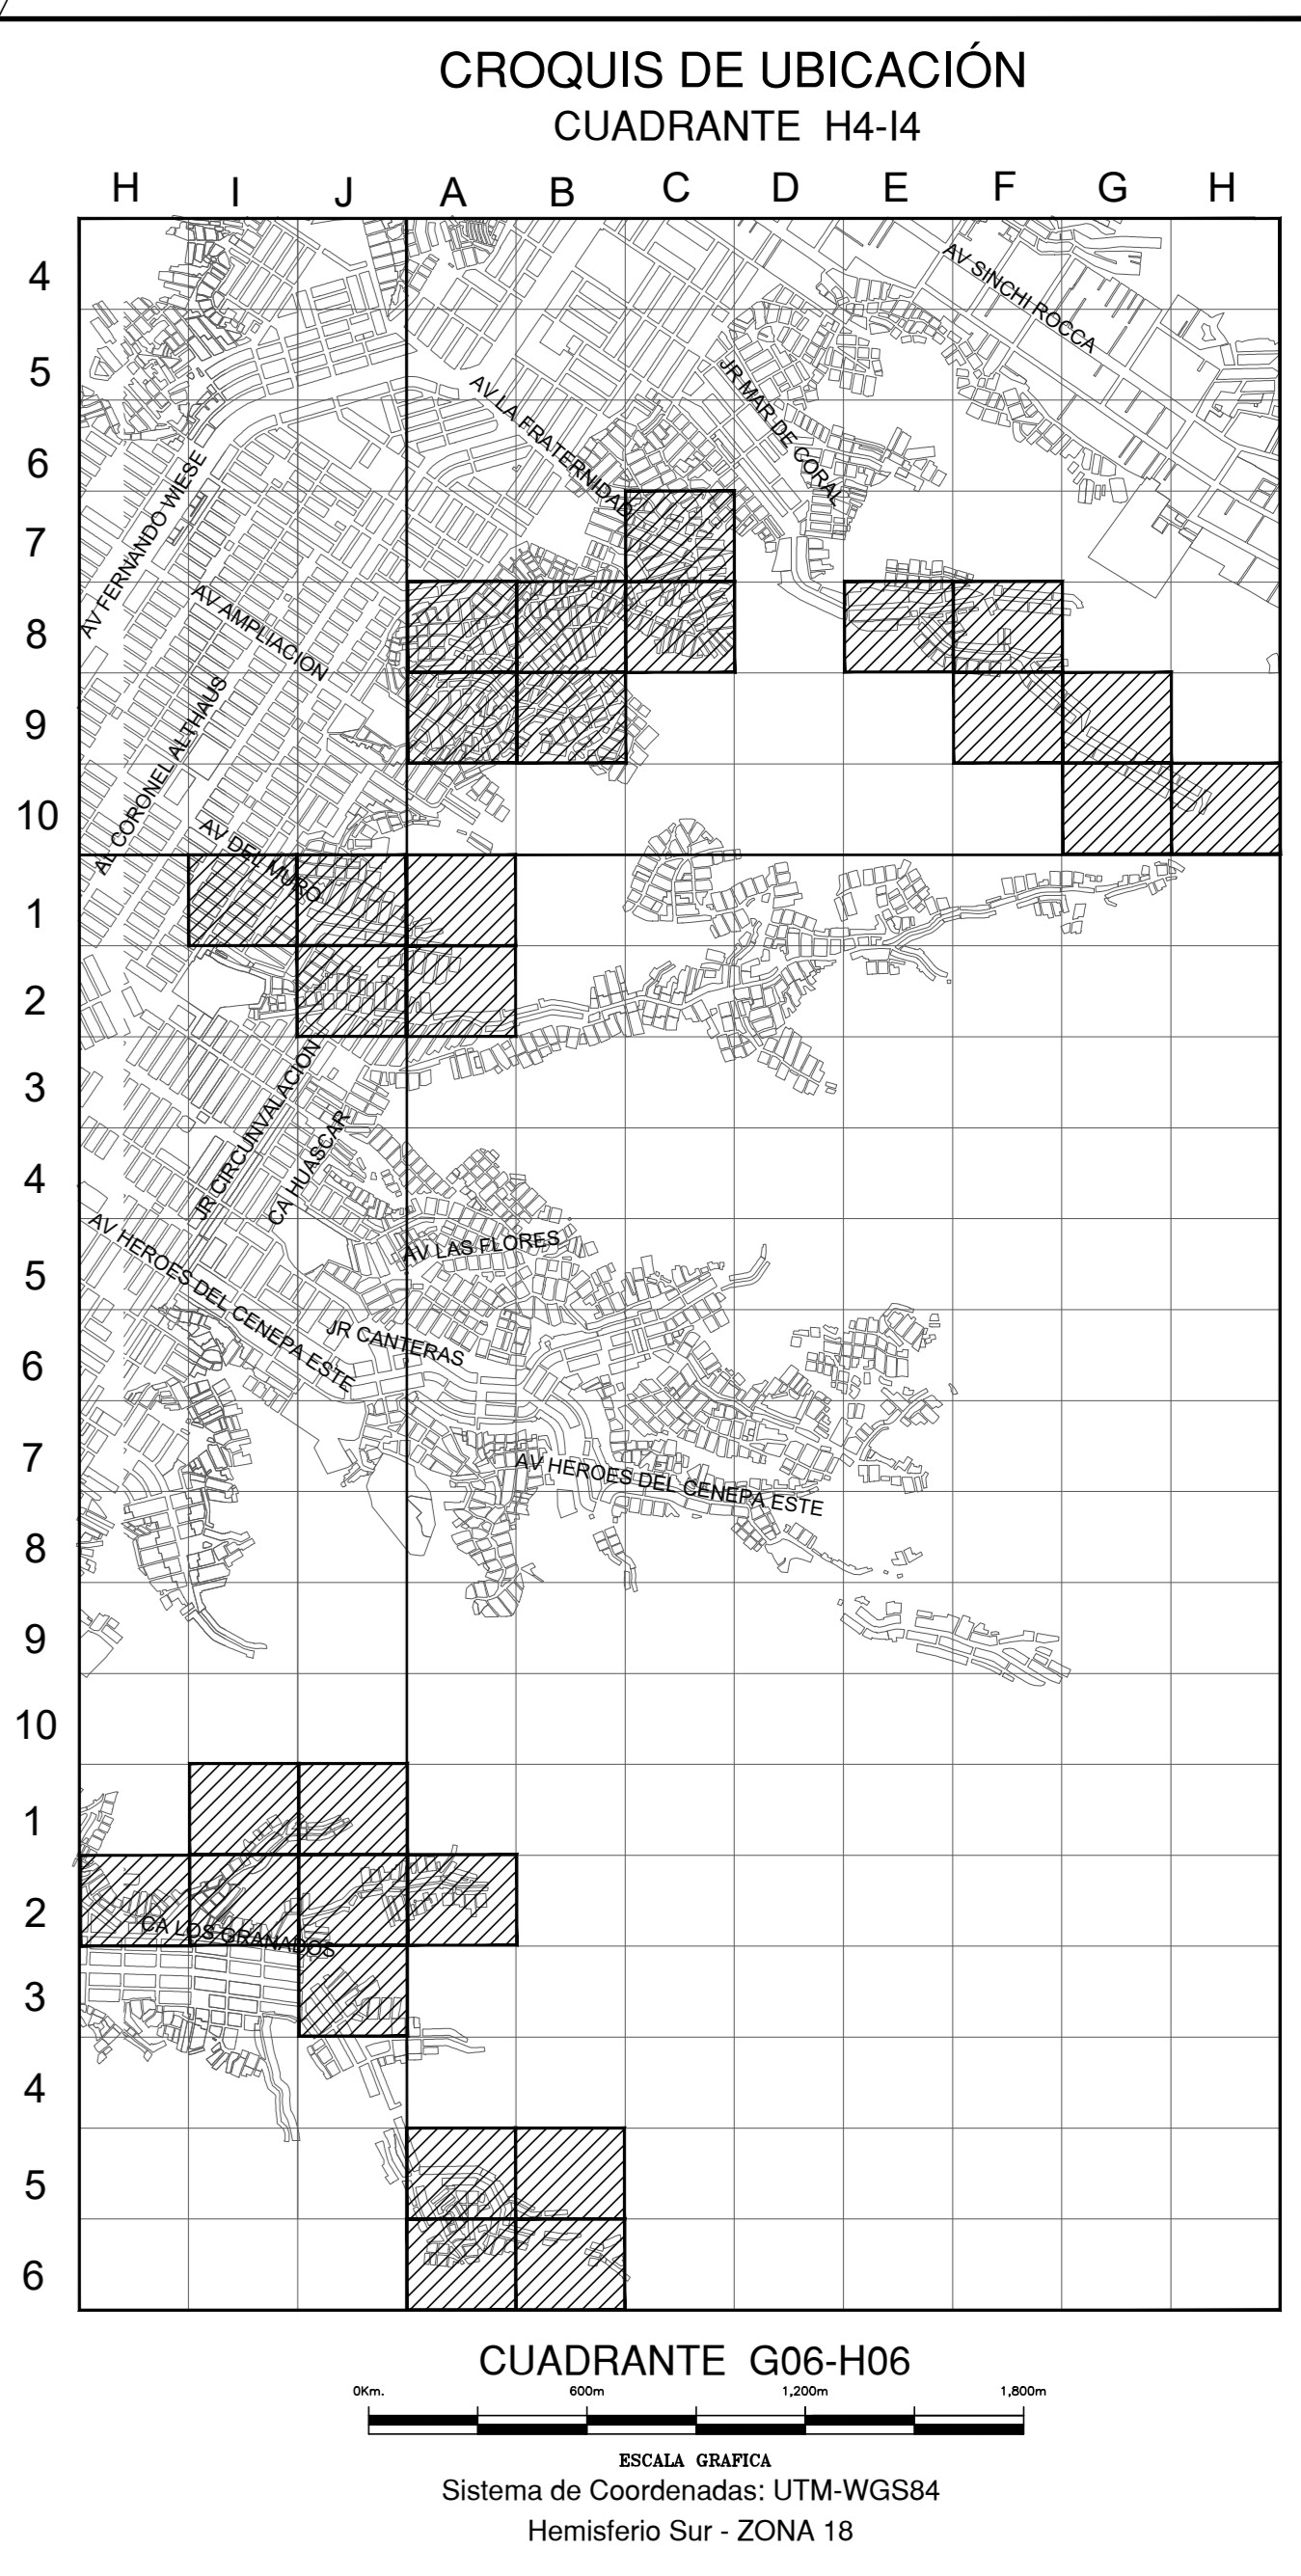 CROQUIS DE UBICACIÓN
CUADRANTE H4-I4
H I J A B C D E F G H
4
AV SINCHI ROCCA
5
JR MAR DE CORAL
AV LA FRATERNIDAD
6
AV FERNANDO WIESE
7
AV AMPLIACION
8
AL CORONEL ALTHAUS
9
10
AV DEL MURO
1
2
JR CIRCUNVALACION
3
CA HUASCAR
4
AV HEROES DEL CENEPA ESTE
AV LAS FLORES
5
JR CANTERAS
6
7
AV HEROES DEL CENEPA ESTE
8
9
10
1
2
CA LOS GRANADOS
3
4
5
6
CUADRANTE G06-H06
0Km. 600m 1,200m 1,800m
ESCALA GRAFICA
Sistema de Coordenadas: UTM-WGS84
Hemisferio Sur - ZONA 18